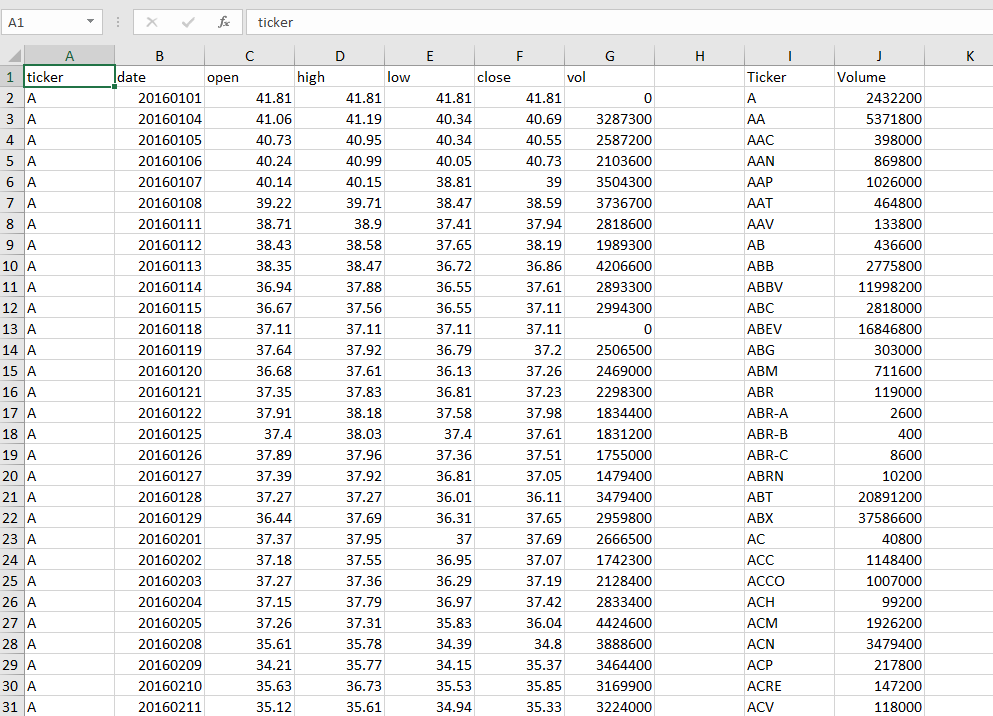 A1 fx ticker
A B C D E F G H I J K
1 ticker date open high low close vol Ticker Volume
2 A 20160101 41.81 41.81 41.81 41.81 0 A 2432200
3 A 20160104 41.06 41.19 40.34 40.69 3287300 AA 5371800
4 A 20160105 40.73 40.95 40.34 40.55 2587200 AAC 398000
5 A 20160106 40.24 40.99 40.05 40.73 2103600 AAN 869800
6 A 20160107 40.14 40.15 38.81 39 3504300 AAP 1026000
7 A 20160108 39.22 39.71 38.47 38.59 3736700 AAT 464800
8 A 20160111 38.71 38.9 37.41 37.94 2818600 AAV 133800
9 A 20160112 38.43 38.58 37.65 38.19 1989300 AB 436600
10 A 20160113 38.35 38.47 36.72 36.86 4206600 ABB 2775800
11 A 20160114 36.94 37.88 36.55 37.61 2893300 ABBV 11998200
12 A 20160115 36.67 37.56 36.55 37.11 2994300 ABC 2818000
13 A 20160118 37.11 37.11 37.11 37.11 0 ABEV 16846800
14 A 20160119 37.64 37.92 36.79 37.2 2506500 ABG 303000
15 A 20160120 36.68 37.61 36.13 37.26 2469000 ABM 711600
16 A 20160121 37.35 37.83 36.81 37.23 2298300 ABR 119000
17 A 20160122 37.91 38.18 37.58 37.98 1834400 ABR-A 2600
18 A 20160125 37.4 38.03 37.4 37.61 1831200 ABR-B 400
19 A 20160126 37.89 37.96 37.36 37.51 1755000 ABR-C 8600
20 A 20160127 37.39 37.92 36.81 37.05 1479400 ABRN 10200
21 A 20160128 37.27 37.27 36.01 36.11 3479400 ABT 20891200
22 A 20160129 36.44 37.69 36.31 37.65 2959800 ABX 37586600
23 A 20160201 37.37 37.95 37 37.69 2666500 AC 40800
24 A 20160202 37.18 37.55 36.95 37.07 1742300 ACC 1148400
25 A 20160203 37.27 37.36 36.29 37.19 2128400 ACCO 1007000
26 A 20160204 37.15 37.79 36.97 37.42 2833400 ACH 99200
27 A 20160205 37.26 37.31 35.83 36.04 4424600 ACM 1926200
28 A 20160208 35.61 35.78 34.39 34.8 3888600 ACN 3479400
29 A 20160209 34.21 35.77 34.15 35.37 3464400 ACP 217800
30 A 20160210 35.63 36.73 35.53 35.85 3169900 ACRE 147200
31 A 20160211 35.12 35.61 34.94 35.33 3224000 ACV 118000